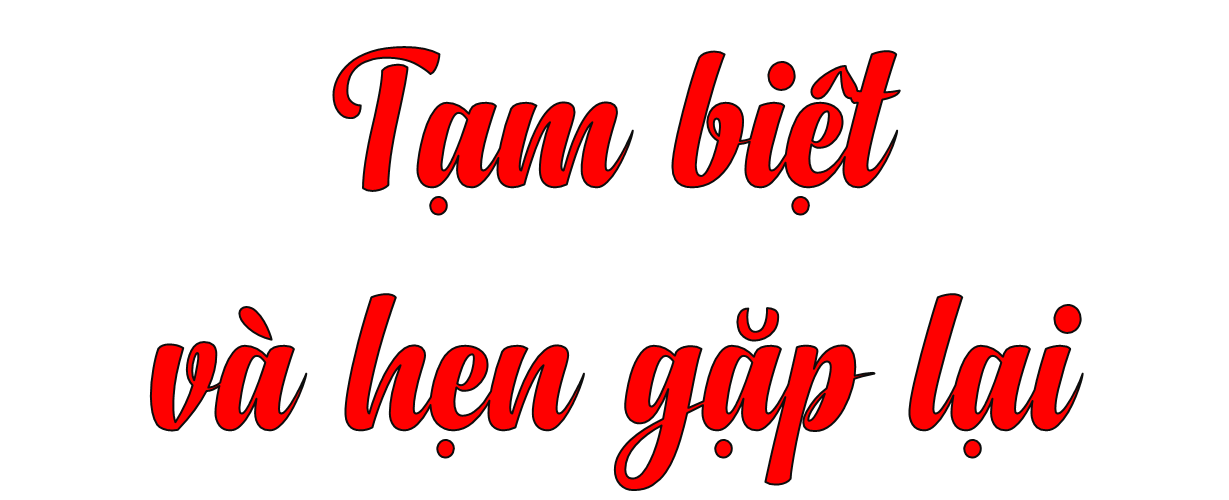 Tạm biệt
và hẹn gặp lại